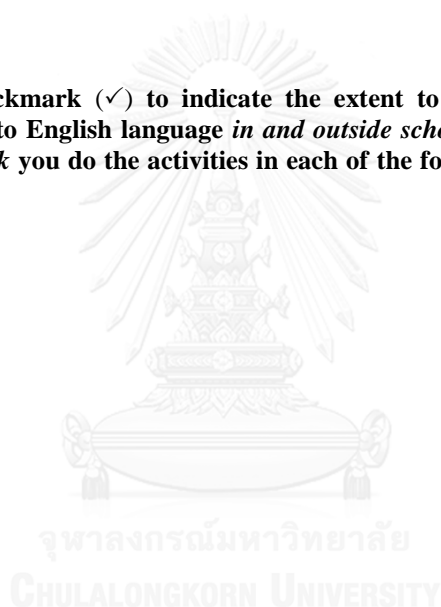 ckmark (✓) to indicate the extent to
to English language in and outside scho
k you do the activities in each of the fo
จุฬาลงกรณ์มหาวิทยาลัย
CHULALONGKORN UNIVERSITY